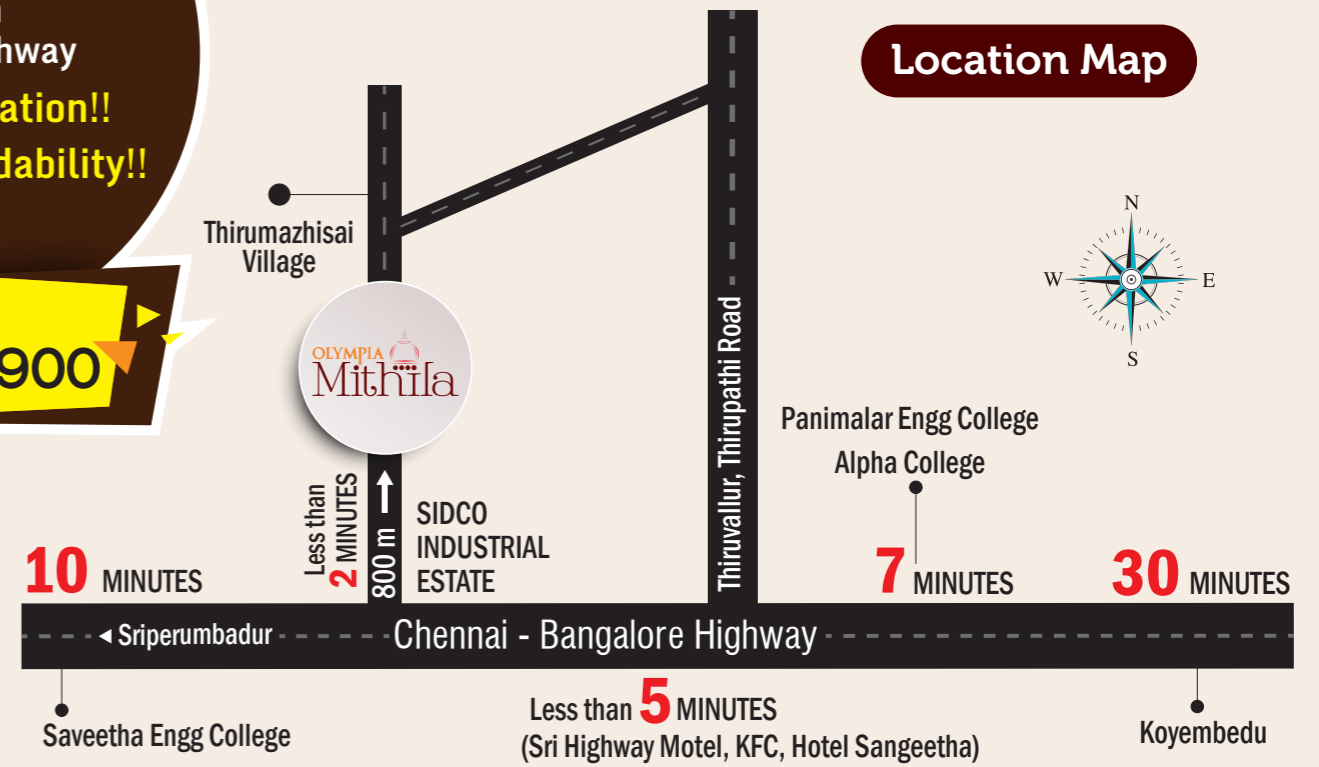 hway
ation!!
dability!!
900
Location Map
Thirumazhisai
Village
N
W
E
S
OLYMPIA
Mithila
Thiruvallur, Thirupathi Road
Panimalar Engg College
Alpha College
Less than
2 MINUTES
800 m
SIDCO
INDUSTRIAL
ESTATE
10 MINUTES
7 MINUTES
30 MINUTES
Sriperumbadur
Chennai - Bangalore Highway
Saveetha Engg College
Less than 5 MINUTES
(Sri Highway Motel, KFC, Hotel Sangeetha)
Koyembedu